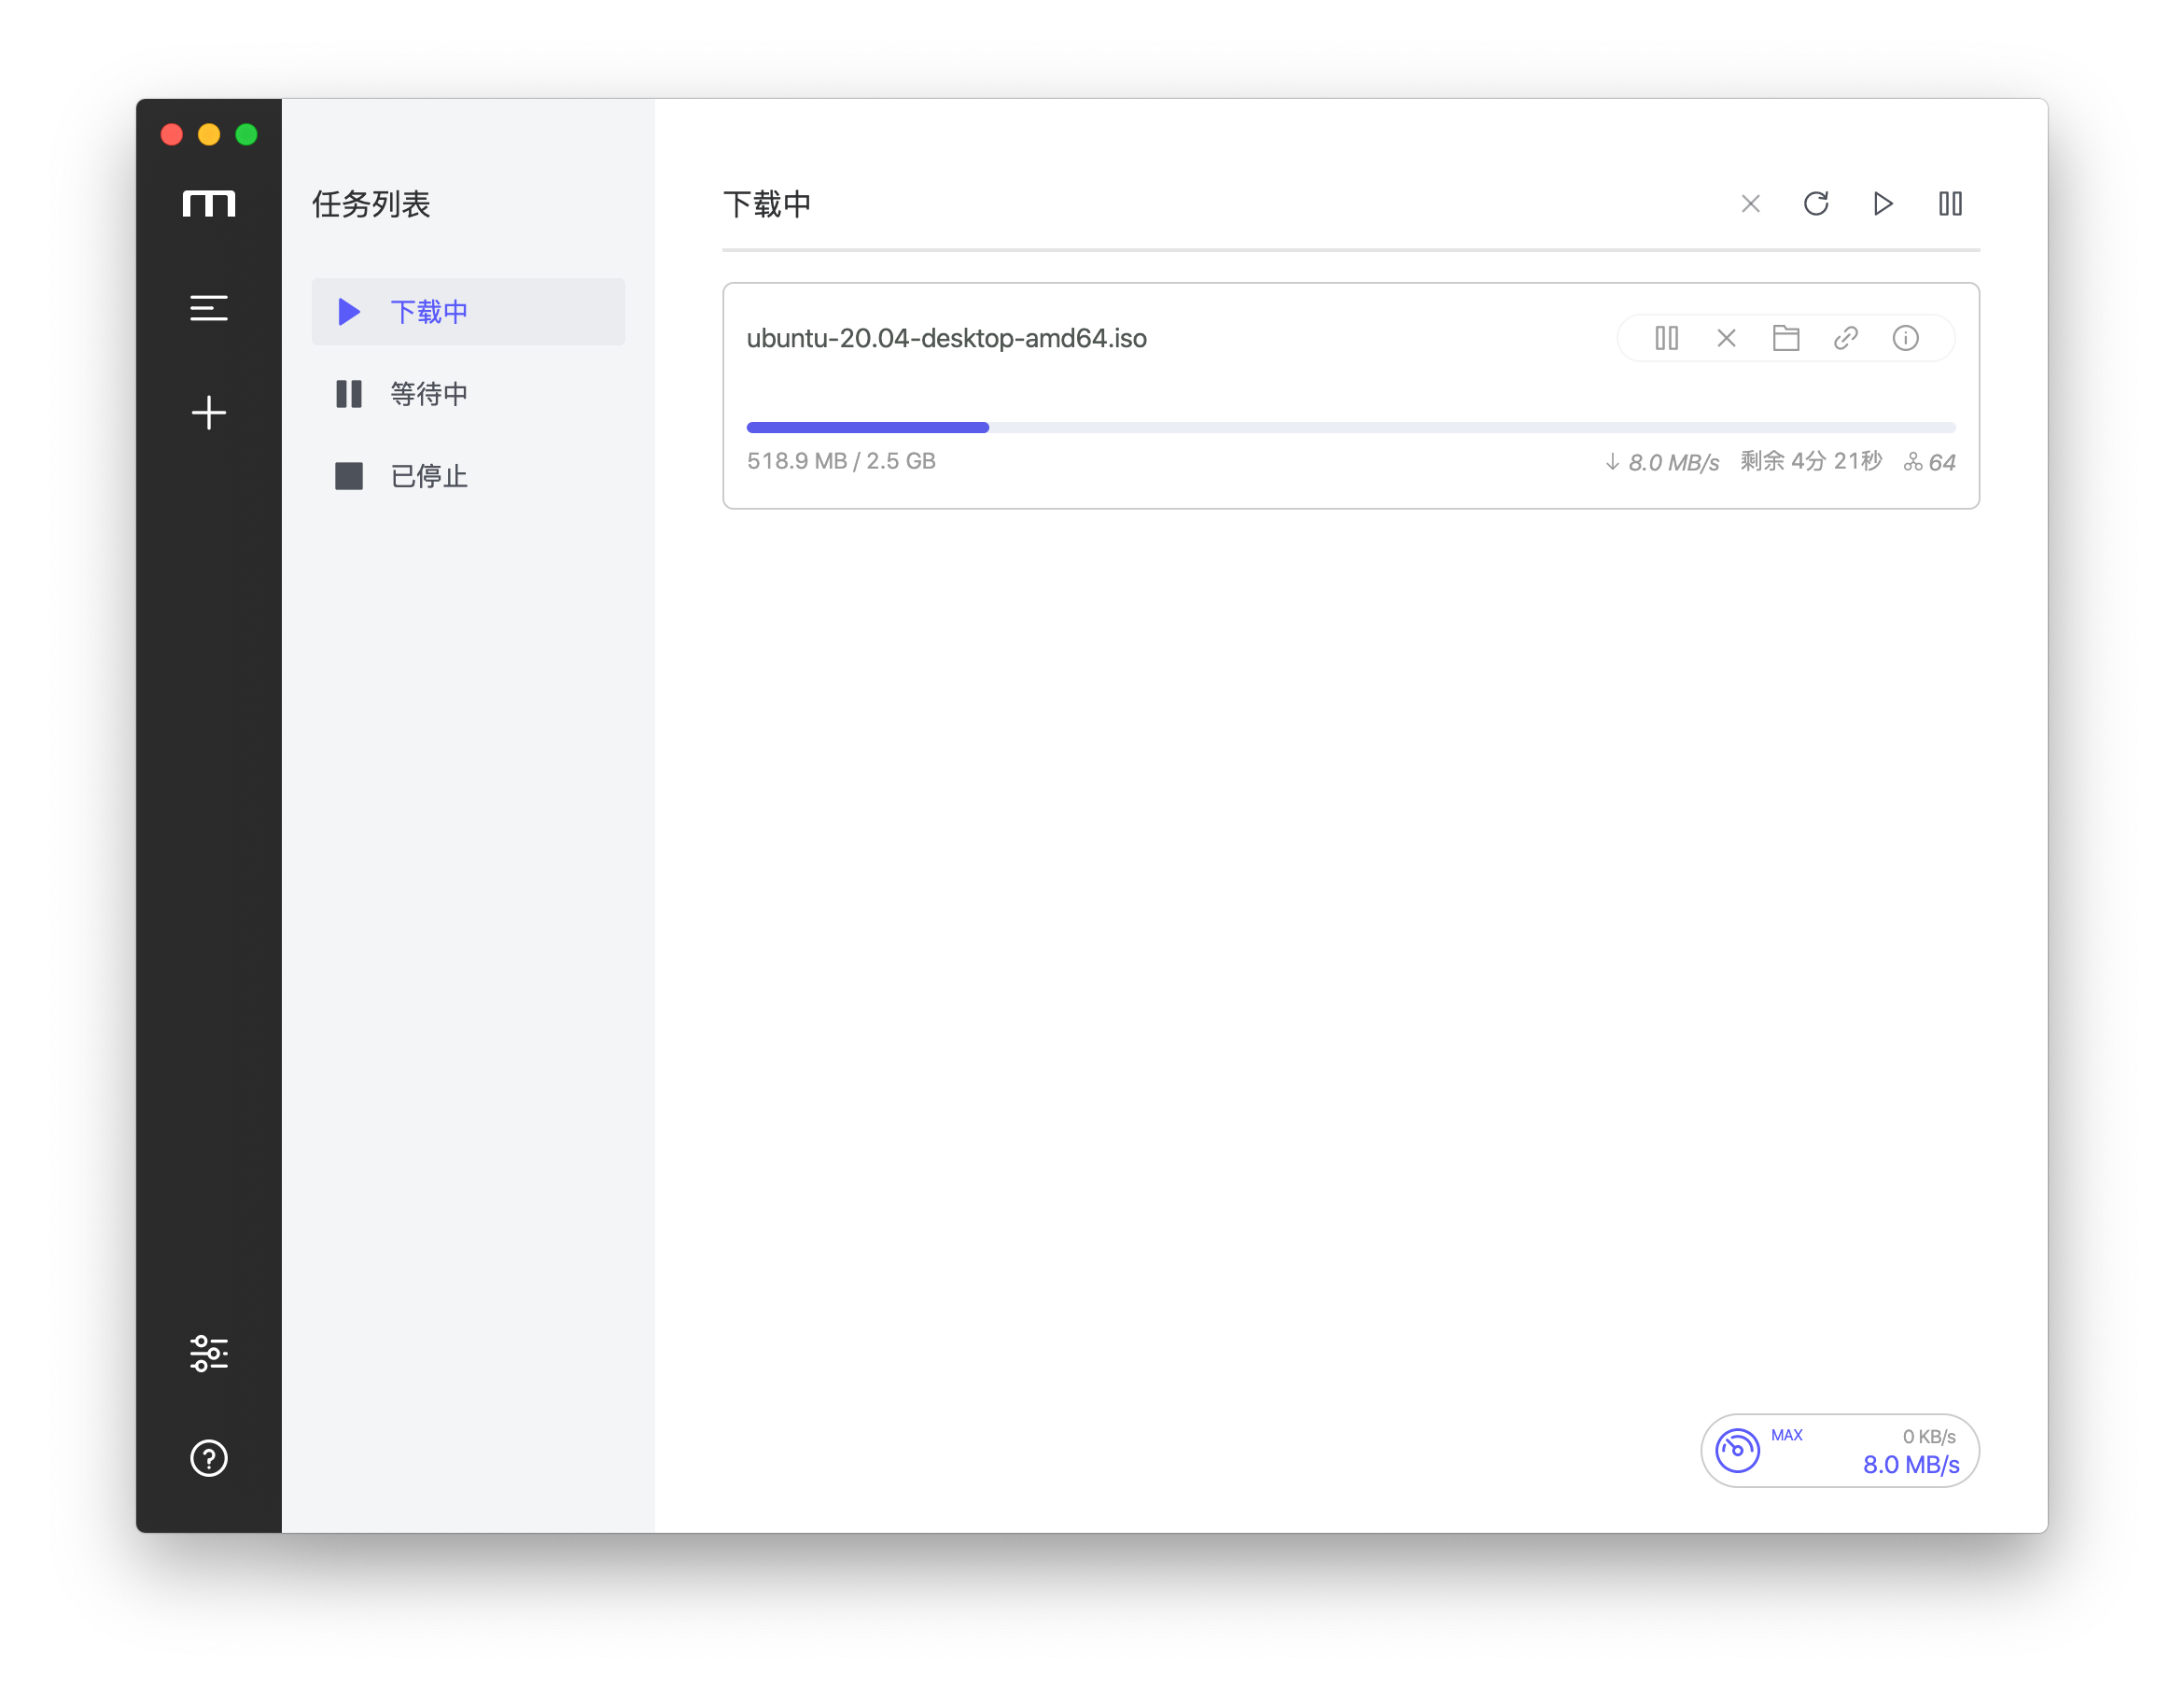 任务列表
下载中
等待中
已停止
下载中
ubuntu-20.04-desktop-amd64.iso
518.9 MB / 2.5 GB
↓ 8.0 MB/s 剩余 4分 21秒 64
MAX 0 KB/s
8.0 MB/s